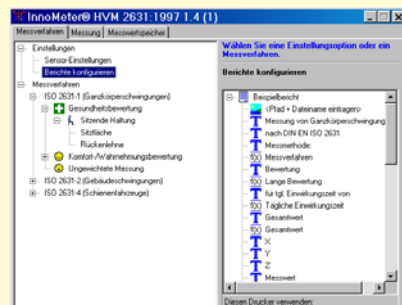 InnoMeter® HVM 2631:1997 1.4 (1)
Messverfahren
Messung
Messwertspeicher
Einstellungen
Sensor-Einstellungen
Berichte konfigurieren
Messverfahren
ISO 2631-1 (Ganzkörperschwingungen)
Gesundheitsbewertung
Sitzende Haltung
Sitzfläche
Rückenlehne
Komfort-/Wahrnehmungsbewertung
Ungewichtete Messung
ISO 2631-2 (Gebäudeschwingungen)
ISO 2631-4 (Schienenfahrzeuge)
Wählen Sie eine Einstellungsoption oder ein
Messverfahren.
Berichte konfigurieren
Beispielbericht
<Pfad + Dateiname eintragen>
T Messung von Ganzkörperschwingung
T nach DIN EN ISO 2631
T Messmethode:
f(x) Messverfahren
T Bewertung
f(x) Lange Bewertung
T für tgl. Einwirkungszeit von
f(x) Tägliche Einwirkungszeit
T Gesamtwert
f(x) Gesamtwert
T X
T Y
T Z
T Messwert
Diesen Drucker verwenden: